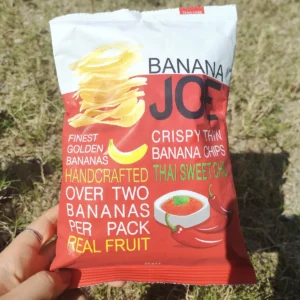 BANANA
JOE
FINEST
GOLDEN
BANANAS
HANDCRAFTED
OVER TWO
BANANAS
PER PACK
REAL FRUIT
CRISPY THIN
BANANA CHIPS
THAI SWEET